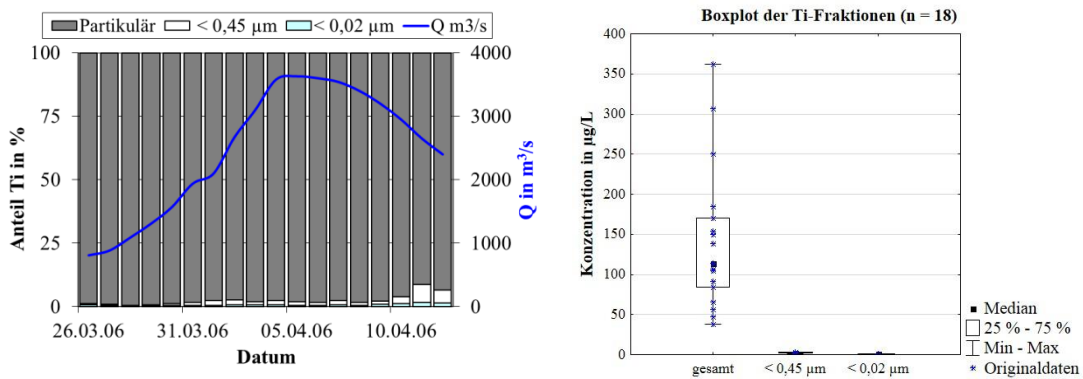 Partikulär < 0,45 µm < 0,02 µm Q m3/s
100
75
50
25
0
Anteil Ti in %
4000
3000
2000
1000
0
Q in m³/s
26.03.06 31.03.06 05.04.06 10.04.06
Datum
Boxplot der Ti-Fraktionen (n = 18)
400
350
300
250
200
150
100
50
0
Konzentration in µg/L
gesamt < 0,45 µm < 0,02 µm
Median
25 % - 75 %
Min - Max
Originaldaten